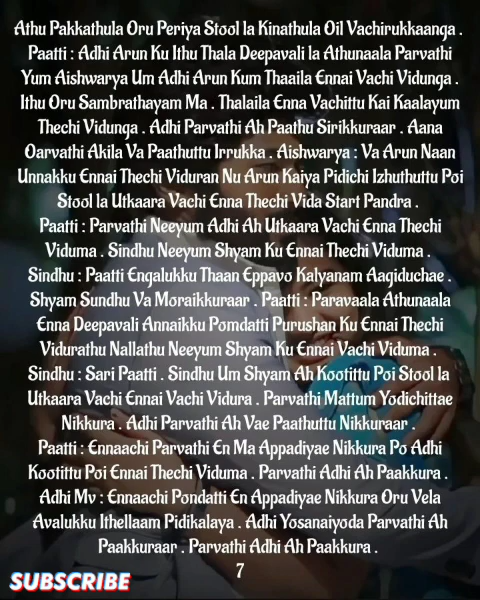 Athu Pakkathula Oru Periya Stool la Kinathula Oil Vachirukkaanga .
Paatti : Adhi Arun Ku Ithu Thala Deepavali la Athunaala Parvathi
Yum Aishwarya Um Adhi Arun Kum Thaaila Ennai Vachi Vidunga .
Ithu Oru Sambrathayam Ma . Thalaila Enna Vachittu Kai Kaalayum
Thechi Vidunga . Adhi Parvathi Ah Paathu Sirikkuraar . Aana
Oarvathi Akila Va Paathuttu Irrukka . Aishwarya : Va Arun Naan
Unnakku Ennai Thechi Viduran Nu Arun Kaiya Pidichi Izhuthuttu Poi
Stool la Utkaara Vachi Enna Thechi Vida Start Pandra .
Paatti : Parvathi Neeyum Adhi Ah Utkaara Vachi Enna Thechi
Viduma . Sindhu Neeyum Shyam Ku Ennai Thechi Viduma .
Sindhu : Paatti Engalukku Thaan Eppavo Kalyanam Aagiduchae .
Shyam Sundhu Va Moraikkuraar . Paatti : Paravaala Athunaala
Enna Deepavali Annaikku Pomdatti Purushan Ku Ennai Thechi
Vidurathu Nallathu Neeyum Shyam Ku Ennai Vachi Viduma .
Sindhu : Sari Paatti . Sindhu Um Shyam Ah Kootittu Poi Stool la
Utkaara Vachi Ennai Vachi Vidura . Parvathi Mattum Yodichittae
Nikkura . Adhi Parvathi Ah Vae Paathuttu Nikkuraar .
Paatti : Ennaachi Parvathi En Ma Appadiyae Nikkura Po Adhi
Kootittu Poi Ennai Thechi Viduma . Parvathi Adhi Ah Paakkura .
Adhi Mv : Ennaachi Pondatti En Appadiyae Nikkura Oru Vela
Avalukku Ithellaam Pidikalaya . Adhi Yosanaiyoda Parvathi Ah
Paakkuraar . Parvathi Adhi Ah Paakkura .
7
SUBSCRIBE